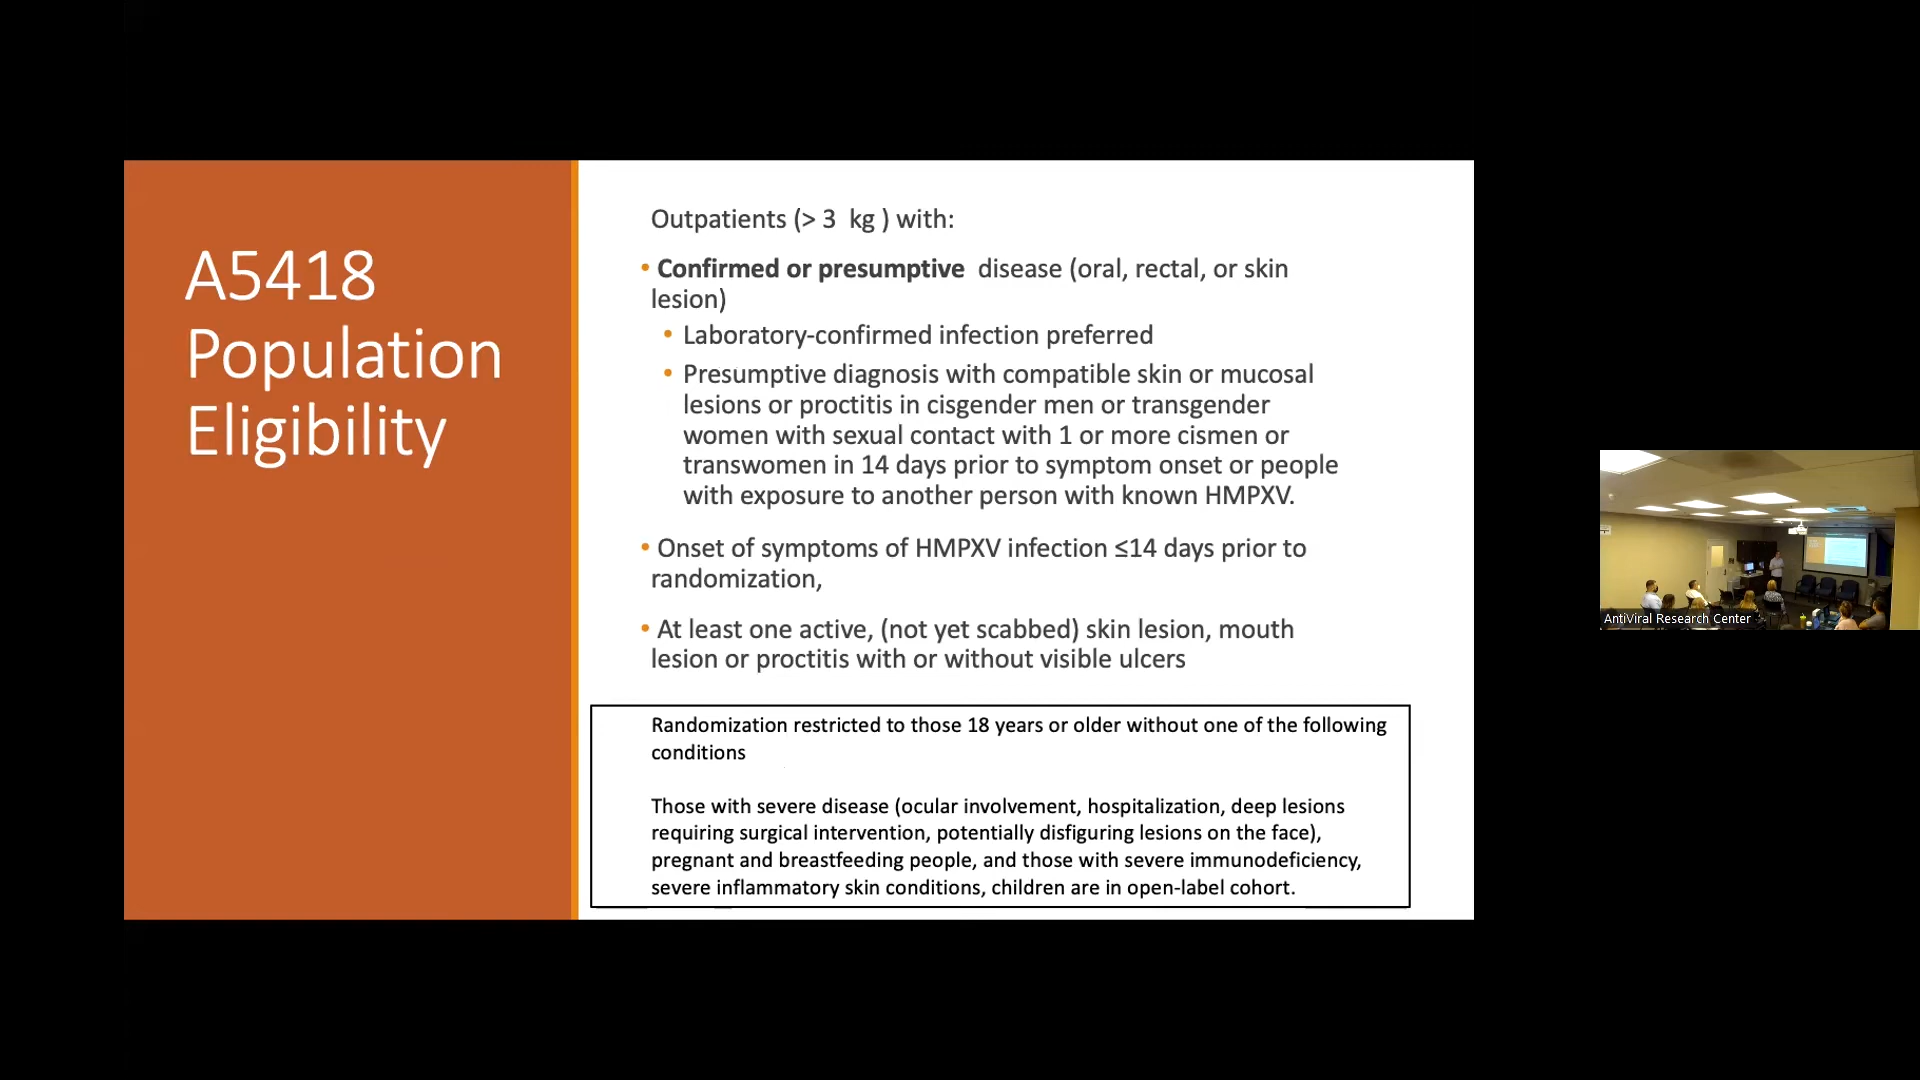 A5418
Population
Eligibility
Outpatients (> 3 kg ) with:
• Confirmed or presumptive disease (oral, rectal, or skin
lesion)
• Laboratory-confirmed infection preferred
• Presumptive diagnosis with compatible skin or mucosal
lesions or proctitis in cisgender men or transgender
women with sexual contact with 1 or more cismen or
transwomen in 14 days prior to symptom onset or people
with exposure to another person with known HMPXV.
• Onset of symptoms of HMPXV infection ≤14 days prior to
randomization,
• At least one active, (not yet scabbed) skin lesion, mouth
lesion or proctitis with or without visible ulcers
Randomization restricted to those 18 years or older without one of the following
conditions
Those with severe disease (ocular involvement, hospitalization, deep lesions
requiring surgical intervention, potentially disfiguring lesions on the face),
pregnant and breastfeeding people, and those with severe immunodeficiency,
severe inflammatory skin conditions, children are in open-label cohort.
AntiViral Research Center